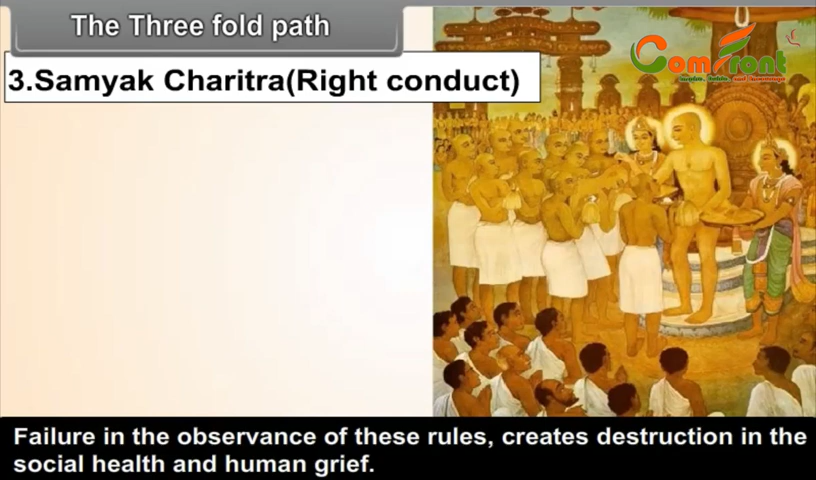 The Three fold path
3.Samyak Charitra(Right conduct)
Comfront
Failure in the observance of these rules, creates destruction in the
social health and human grief.